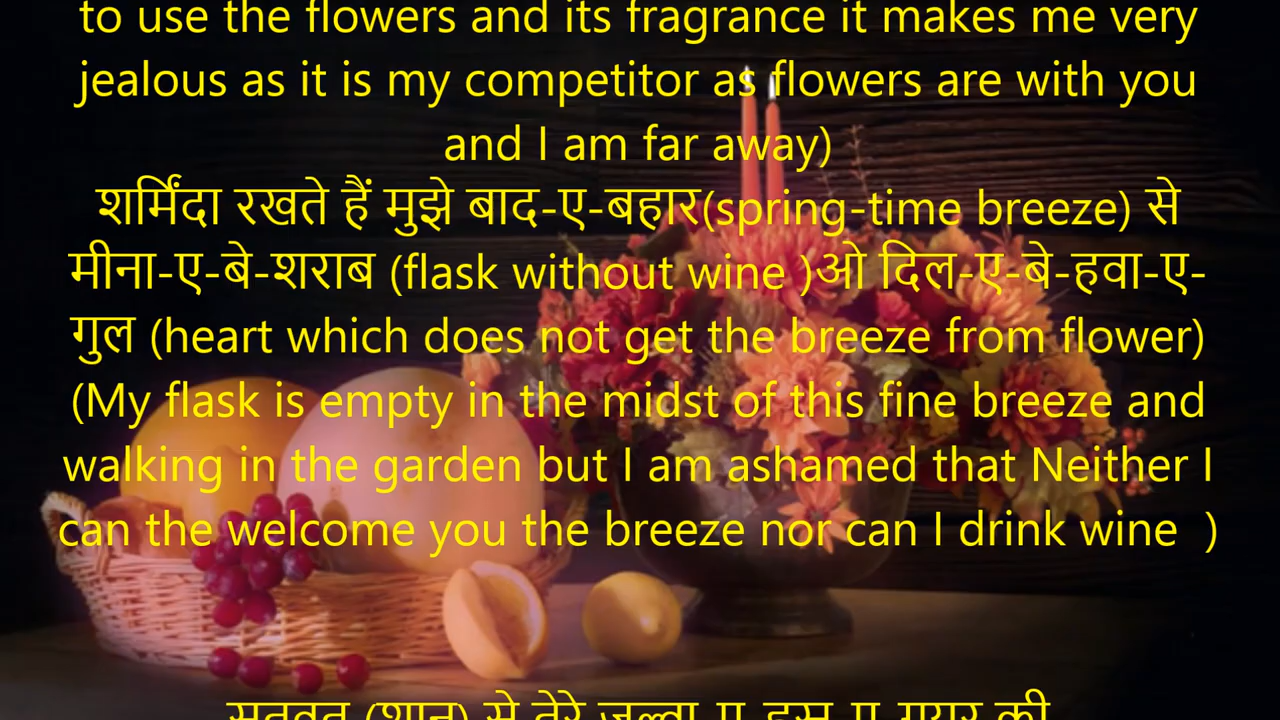 to use the flowers and its fragrance it makes me very
jealous as it is my competitor as flowers are with you
and I am far away)
शर्मिंदा रखते हैं मुझे बाद-ए-बहार(spring-time breeze) से
मीना-ए-बे-शराब (flask without wine )ओ दिल-ए-बे-हवा-ए-
गुल (heart which does not get the breeze from flower)
(My flask is empty in the midst of this fine breeze and
walking in the garden but I am ashamed that Neither I
can the welcome you the breeze nor can I drink wine  )
सतवत (शान) से तेरे जल्वा-ए-हुस्न-ए-ग़यूर की